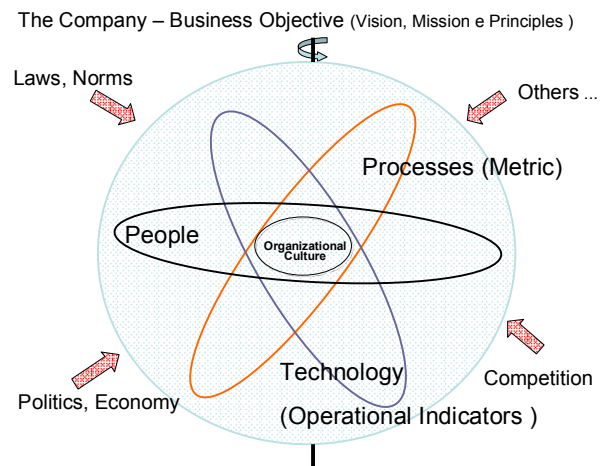 The Company – Business Objective (Vision, Mission e Principles )
Laws, Norms
Others ...
Processes (Metric)
People
Organizational
Culture
Technology
Competition
Politics, Economy
(Operational Indicators )